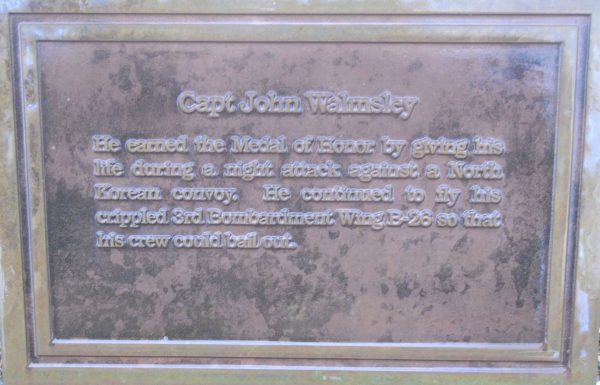 Capt John Walmsley
He earned the Medal of Honor by giving his
life during a night attack against a North
Korean convoy. He continued to fly his
crippled 3rd Bombardment Wing B-26 so that
his crew could bail out.